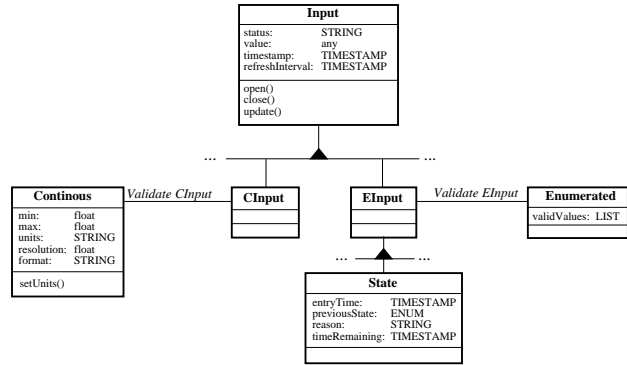 Input
status: STRING
value: any
timestamp: TIMESTAMP
refreshInterval: TIMESTAMP
open()
close()
update()
... ...
Continous Validate CInput CInput EInput Validate EInput Enumerated
min: float
max: float
units: STRING
resolution: float
format: STRING
setUnits()
validValues: LIST
... ...
State
entryTime: TIMESTAMP
previousState: ENUM
reason: STRING
timeRemaining: TIMESTAMP